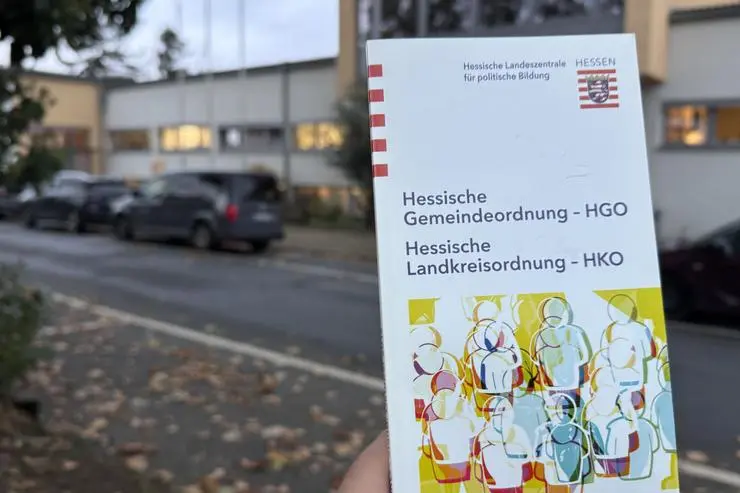 Hessische Landeszentrale
für politische Bildung
HESSEN
Hessische
Gemeindeordnung – HGO
Hessische
Landkreisordnung – HKO